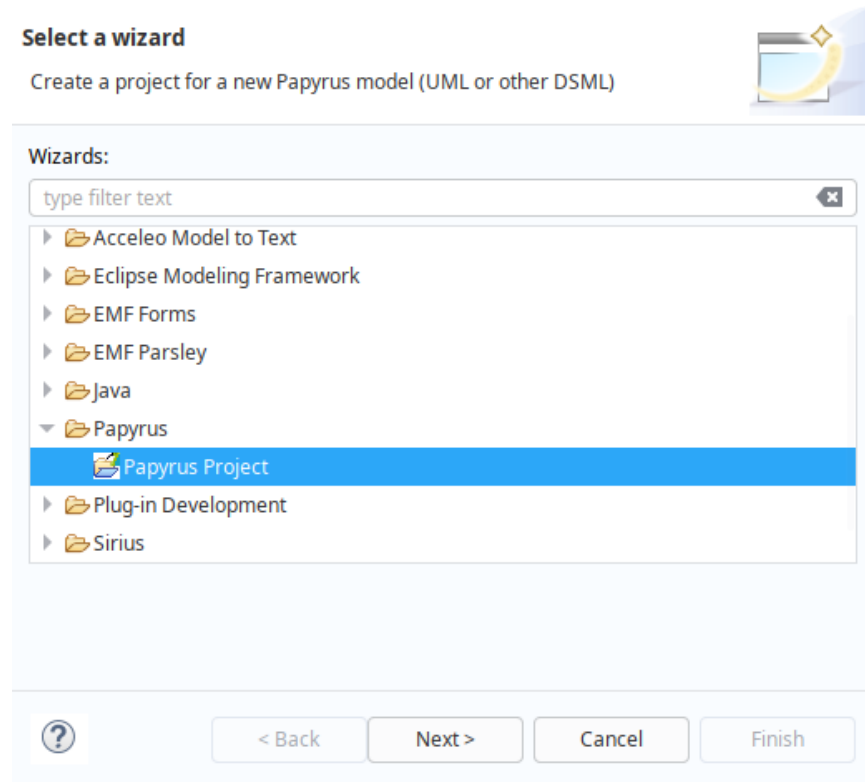 Select a wizard
Create a project for a new Papyrus model (UML or other DSML)
Wizards:
type filter text
Acceleo Model to Text
Eclipse Modeling Framework
EMF Forms
EMF Parsley
Java
Papyrus
Papyrus Project
Plug-in Development
Sirius
? < Back Next > Cancel Finish